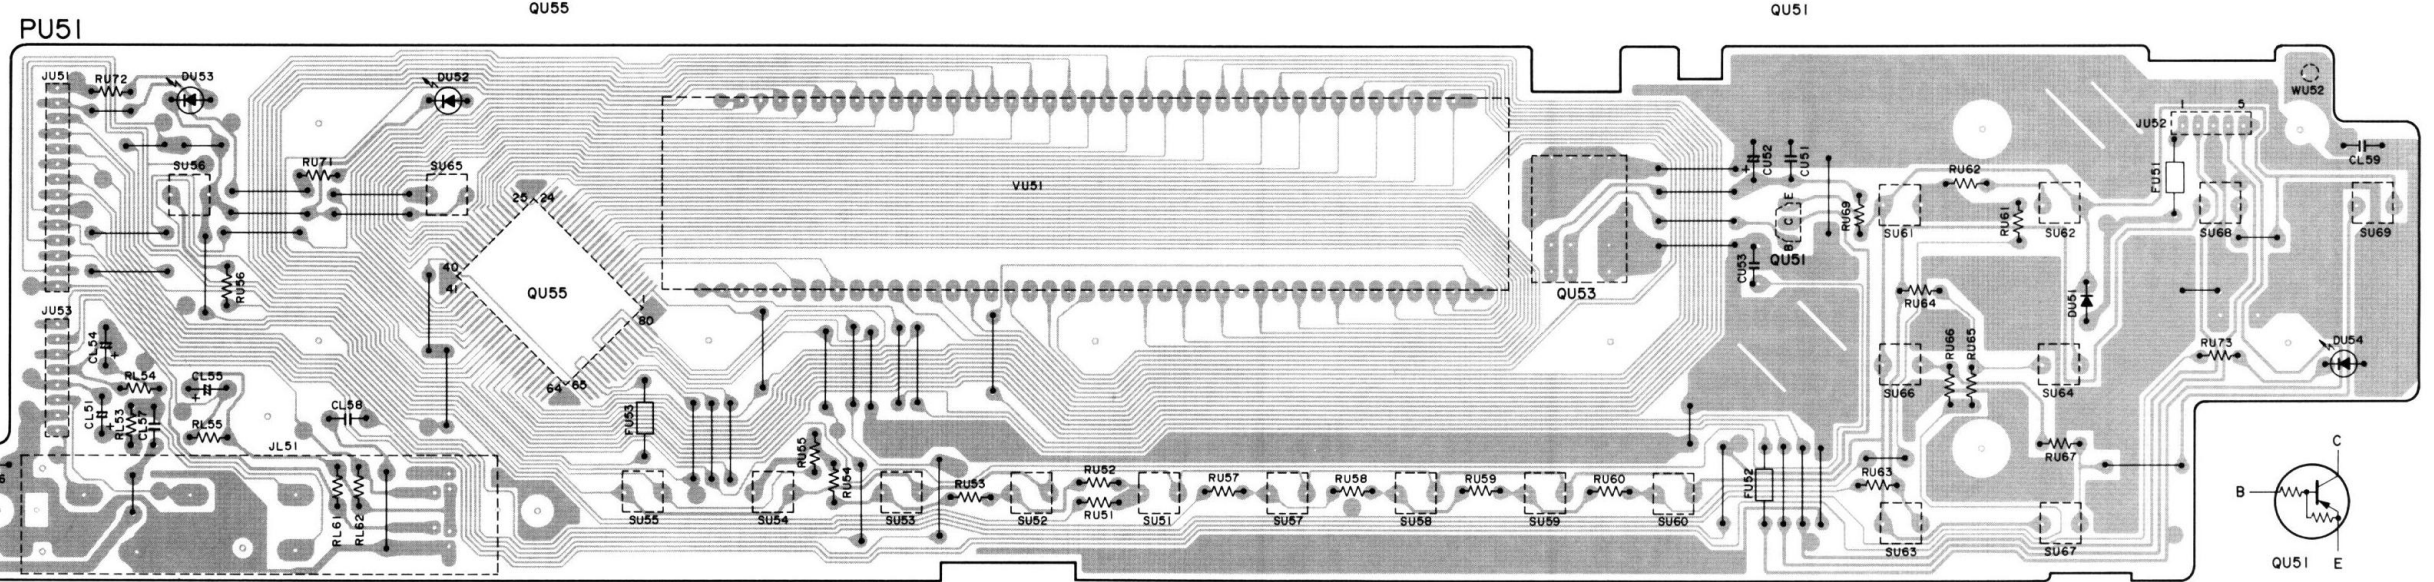 QU55
QU51
PU51
JU51
RU72
DU53
DU52
WU52
1
5
JU52
CU52
CU51
CL59
SU56
RU71
SU65
VU51
RU62
FU51
25
24
+
E
C
B
RU69
RU61
SU61
SU62
SU68
SU69
QU51
CU53
40
41
RU56
QU55
QU53
RU64
DU51
80
JU53
CL54
+
RU66
RU65
RU73
DU54
RL54
CL55
+
64
65
SU66
SU64
CL51
+
RL53
CL57
RL55
CL58
FU53
JL51
RU55
RU54
RU67
C
6
RU53
RU52
RU51
RU57
RU58
RU59
RU60
FU52
RU63
B
RL61
RL62
SU55
SU54
SU53
SU52
SU51
SU57
SU58
SU59
SU60
SU63
SU67
QU51
E